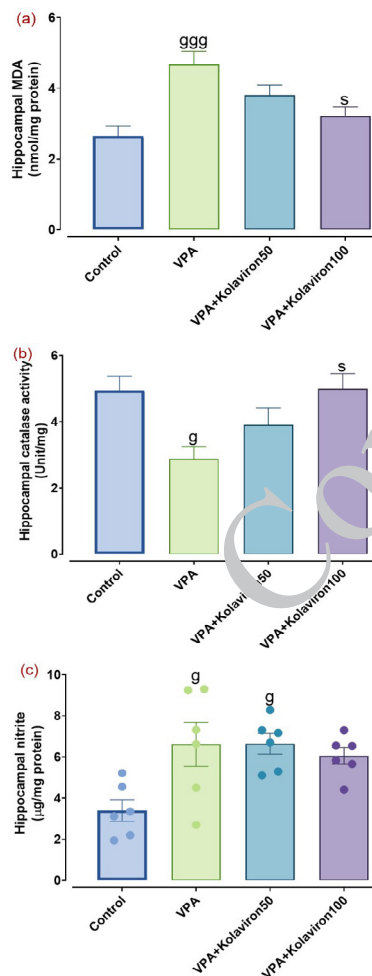 (a)
Hippocampal MDA
(nmol/mg protein)
6
4
2
0
ggg
s
Control
VPA
VPA+Kolaviron50
VPA+Kolaviron100
(b)
Hippocampal catalase activity
(Unit/mg)
6
4
2
0
g
s
Control
VPA
VPA+Kolaviron50
VPA+Kolaviron100
(c)
Hippocampal nitrite
(µg/mg protein)
10
8
6
4
2
0
g
g
Control
VPA
VPA+Kolaviron50
VPA+Kolaviron100